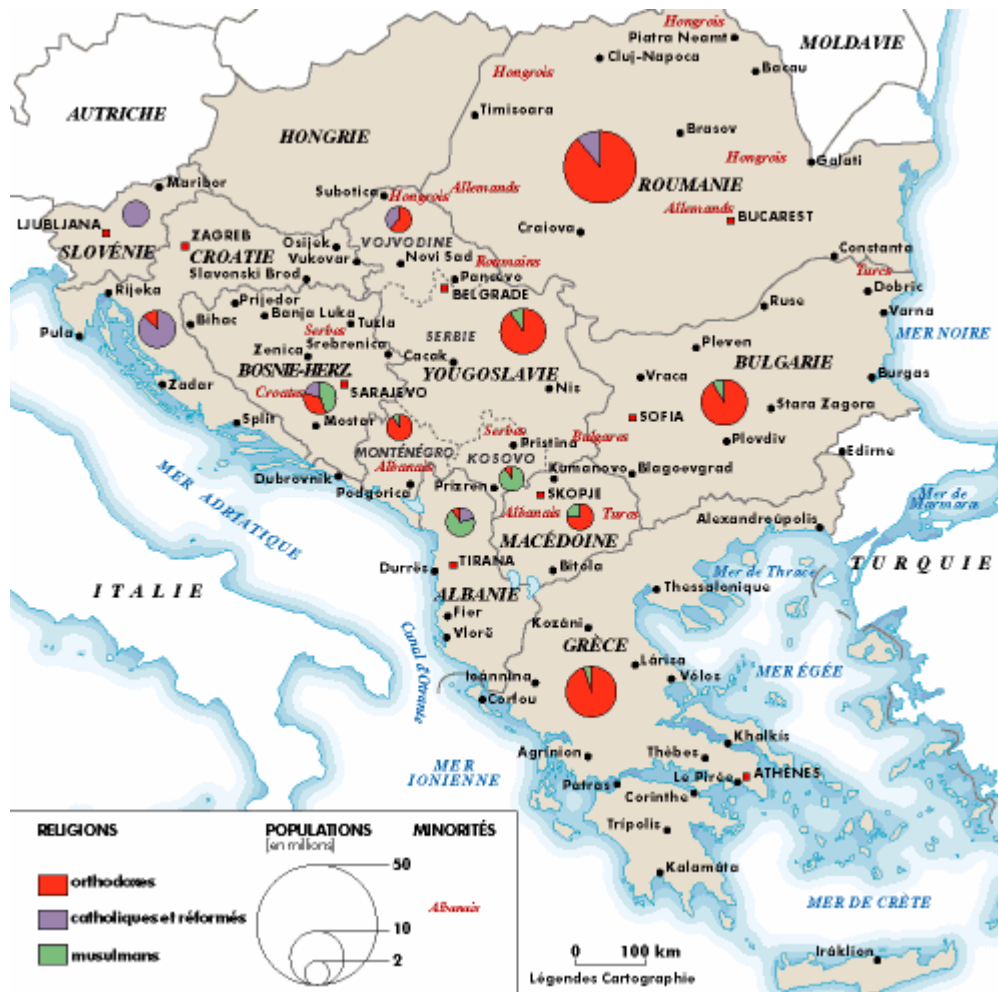 Hongrois
Piatra Neamt
MOLDAVIE
Cluj-Napoca
Hongrois
Bacau
AUTRICHE
Timisoara
HONGRIE
Brasov
Hongrois
Galati
Maribor
Subotica
Hongrois
Allemands
ROUMANIE
Allemands
BUCAREST
LJUBLJANA
SLOVÉNIE
ZAGREB
CROATIE
Osijek
VOJVODINE
Craiova
Vukovar
Novi Sad
Roumains
Constanta
Slavonski Brod
Pancevo
BELGRADE
Turcs
Dobric
Rijeka
Prijedor
Ruse
Varna
Pula
Bihac
Banja Luka
Tuzla
Serbes
SERBIE
MER NOIRE
Srebrenica
Zenica
Cacak
Pleven
BULGARIE
BOSNIE-HERZ
YOUGOSLAVIE
Zadar
Croates
SARAJEVO
Nis
Vraca
Burgas
Split
Mostar
SOFIA
Stara Zagora
Serbes
Bulgares
Pristina
Plovdiv
MONTÉNÉGRO
KOSOVO
Edirne
Albanais
Dubrovnik
Podgorica
Prizren
Kumanovo
Blagoevgrad
MER ADRIATIQUE
SKOPJE
Mer de
Marmara
Albanais
Turcs
Alexandroúpolis
MACÉDOINE
ITALIE
Durrës
TIRANA
Bitola
Mer de Thrace
TURQUIE
ALBANIE
Thessalonique
Fier
Vlorë
Kozáni
GRÈCE
Canal d'Otrante
Ioánnina
Lárisa
Vólos
MER ÉGÉE
Corfou
Agrinion
Thèbes
Khalkís
MER
IONIENNE
Patras
Le Pirée
ATHÈNES
Corinthe
Trípolis
Kalamáta
MER DE CRÈTE
Iráklion
RELIGIONS
orthodoxes
catholiques et réformés
musulmans
POPULATIONS
[en millions]
50
10
2
MINORITÉS
Albanais
0 100 km
Légendes Cartographie